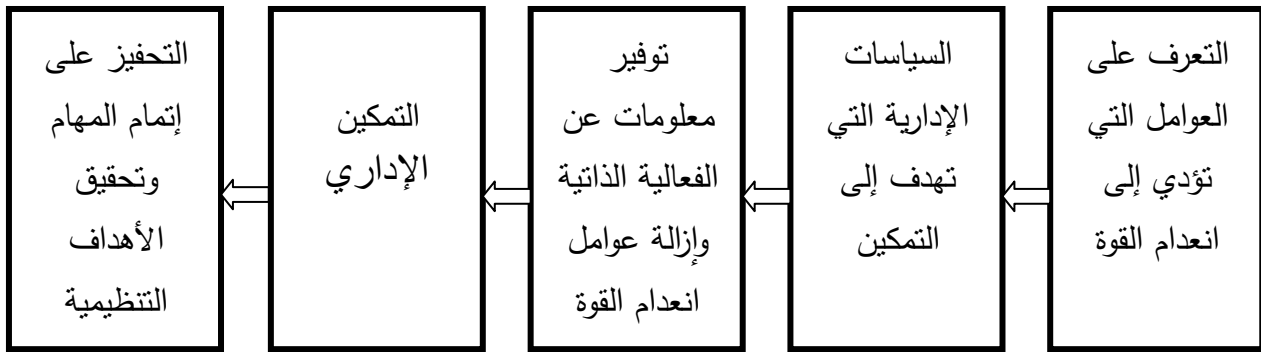 التعرف على
العوامل التي
تؤدي إلى
انعدام القوة
السياسات
الإدارية التي
تهدف إلى
التمكين
توفير
معلومات عن
الفعالية الذاتية
وإزالة عوامل
انعدام القوة
التمكين
الإداري
التحفيز على
إتمام المهام
وتحقيق
الأهداف
التنظيمية